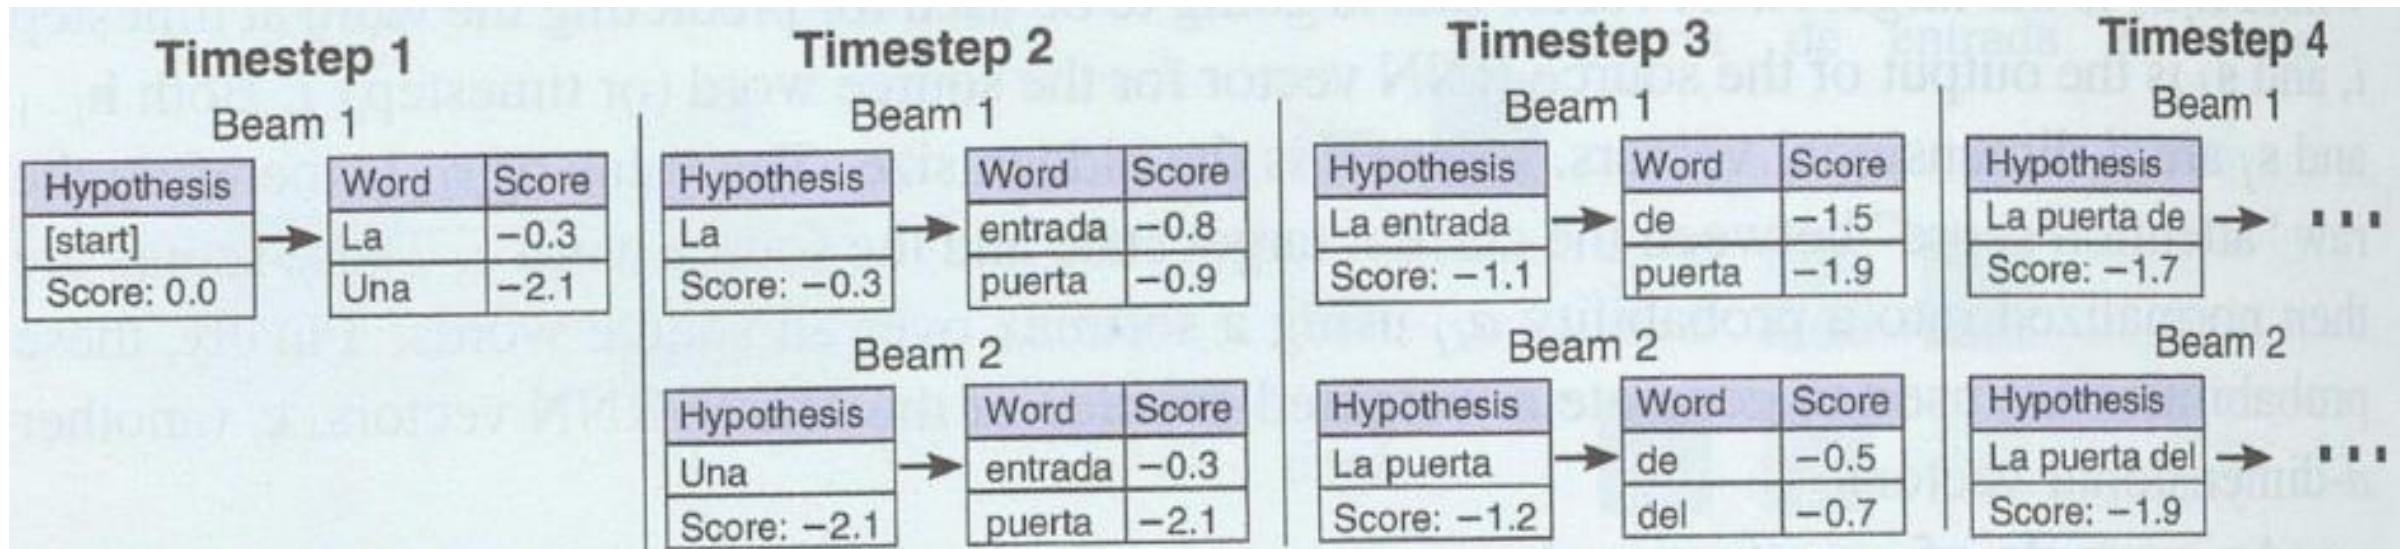 Timestep 1
Beam 1
Hypothesis
[start]
Score: 0.0
Word Score
La −0.3
Una −2.1
Timestep 2
Beam 1
Hypothesis
La
Score: −0.3
Word Score
entrada −0.8
puerta −0.9
Beam 2
Hypothesis
Una
Score: −2.1
Word Score
entrada −0.3
puerta −2.1
Timestep 3
Beam 1
Hypothesis
La entrada
Score: −1.1
Word Score
de −1.5
puerta −1.9
Beam 2
Hypothesis
La puerta
Score: −1.2
Word Score
de −0.5
del −0.7
Timestep 4
Beam 1
Hypothesis
La puerta de
Score: −1.7
Beam 2
Hypothesis
La puerta del
Score: −1.9